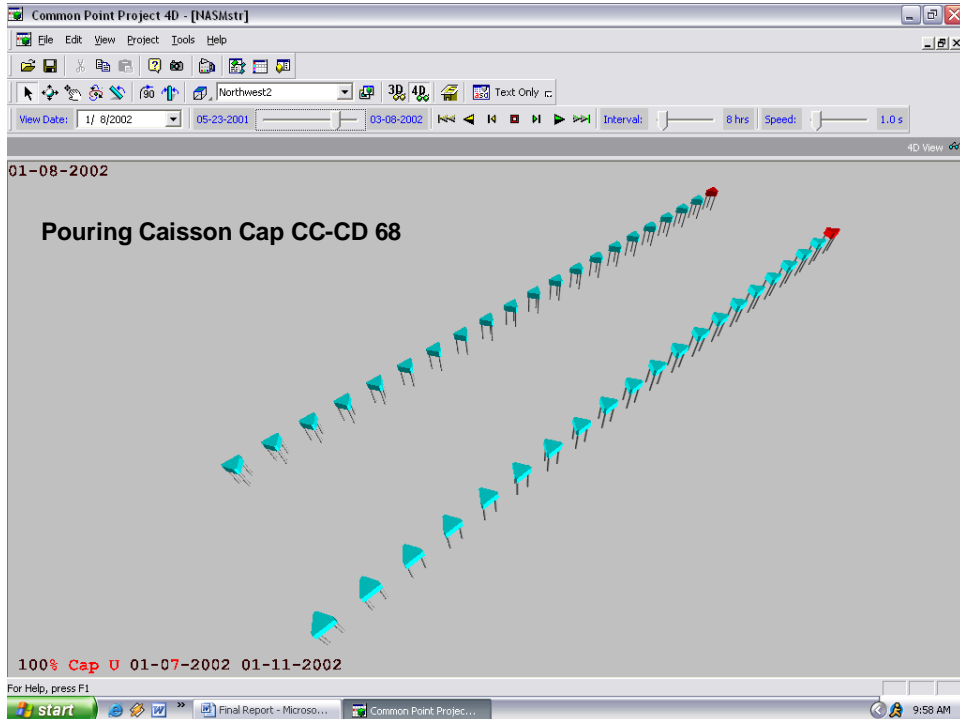 Common Point Project 4D - [NASMstr]
File Edit View Project Tools Help
Northwest2 3D 4D Text Only
View Date: 1/ 8/2002 05-23-2001 03-08-2002 Interval: 8 hrs Speed: 1.0 s
4D View
01-08-2002
Pouring Caisson Cap CC-CD 68
100% Cap U 01-07-2002 01-11-2002
For Help, press F1
start Final Report - Microso... Common Point Projec... 9:58 AM